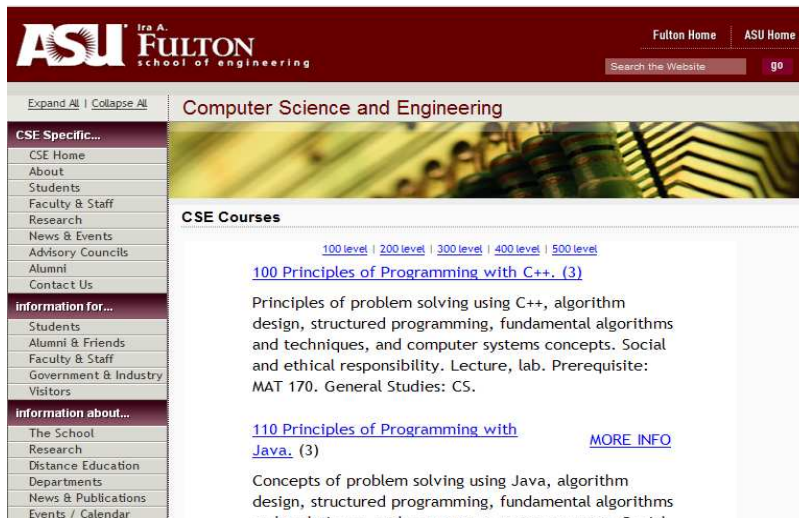 ASU Ira A.
FULTON
school of engineering
Fulton Home
ASU Home
Search the Website
go
Expand All | Collapse All
Computer Science and Engineering
CSE Specific...
CSE Home
About
Students
Faculty & Staff
Research
News & Events
Advisory Councils
Alumni
Contact Us
information for...
Students
Alumni & Friends
Faculty & Staff
Government & Industry
Visitors
information about...
The School
Research
Distance Education
Departments
News & Publications
Events / Calendar
CSE Courses
100 level | 200 level | 300 level | 400 level | 500 level
100 Principles of Programming with C++. (3)
Principles of problem solving using C++, algorithm
design, structured programming, fundamental algorithms
and techniques, and computer systems concepts. Social
and ethical responsibility. Lecture, lab. Prerequisite:
MAT 170. General Studies: CS.
110 Principles of Programming with
Java. (3)
MORE INFO
Concepts of problem solving using Java, algorithm
design, structured programming, fundamental algorithms